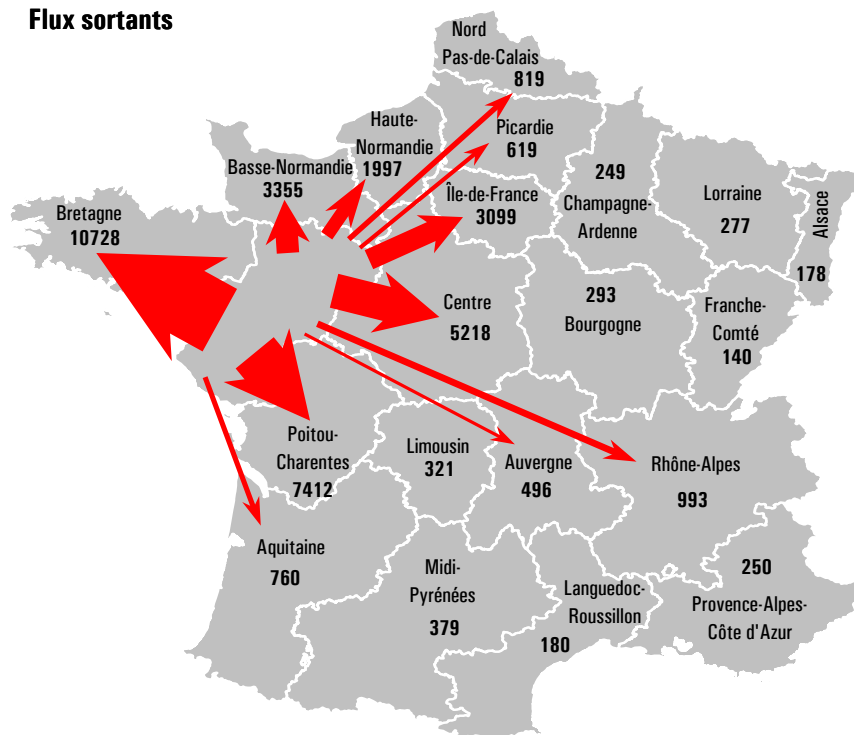 Flux sortants
Nord
Pas-de-Calais
819
Haute-
Normandie
1997
Picardie
619
Basse-Normandie
3355
Île-de-France
3099
249
Champagne-
Ardenne
Lorraine
277
Alsace
178
Bretagne
10728
Centre
5218
293
Bourgogne
Franche-
Comté
140
Poitou-
Charentes
7412
Limousin
321
Auvergne
496
Rhône-Alpes
993
Aquitaine
760
Midi-
Pyrénées
379
Languedoc-
Roussillon
180
250
Provence-Alpes-
Côte d'Azur